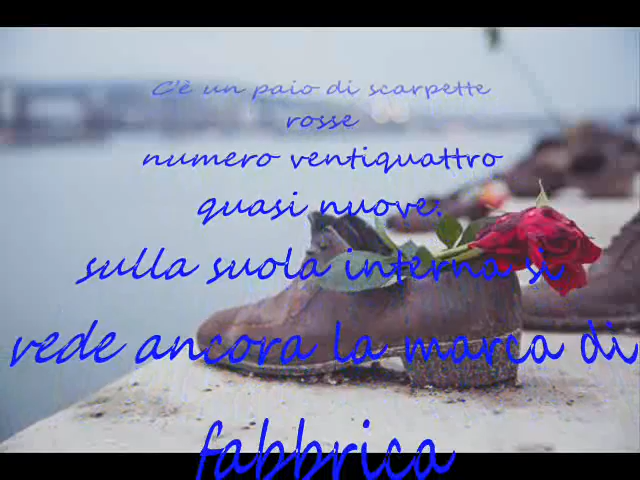 C'è un paio di scarpette
rosse
numero ventiquattro
quasi nuove:
sulla suola interna si
vede ancora la marca di
fabbrica